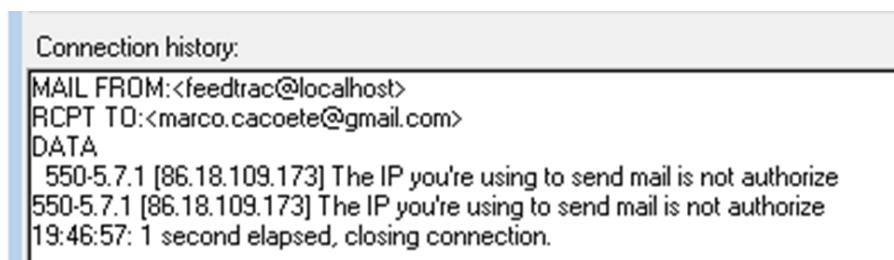 Connection history:
MAIL FROM:<feedtrac@localhost>
RCPT TO:<marco.cacoete@gmail.com>
DATA
550-5.7.1 [86.18.109.173] The IP you're using to send mail is not authorize
550-5.7.1 [86.18.109.173] The IP you're using to send mail is not authorize
19:46:57: 1 second elapsed, closing connection.